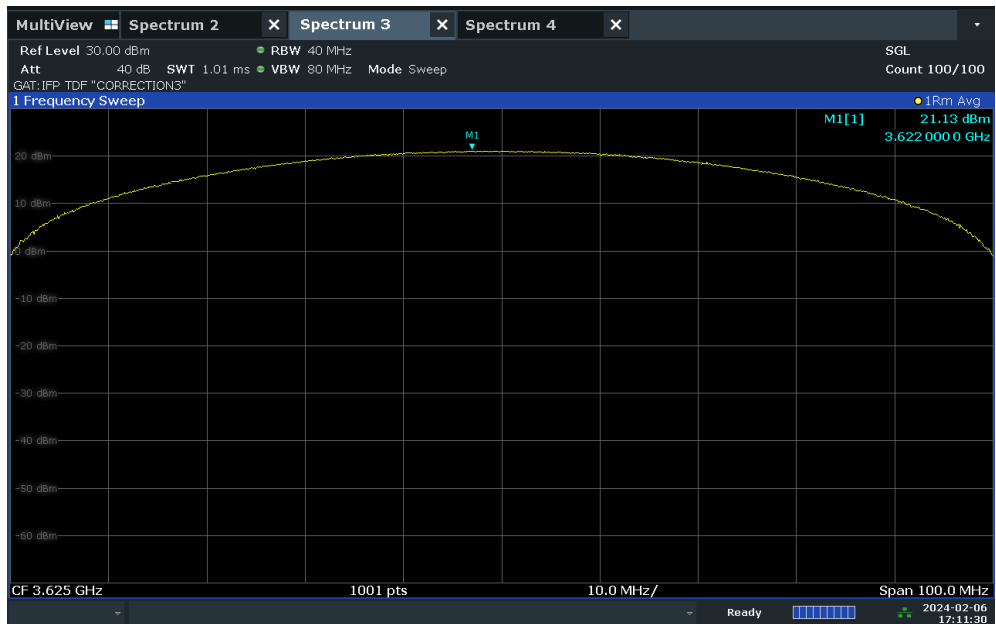 MultiView Spectrum 2 X Spectrum 3 X Spectrum 4 X
Ref Level 30.00 dBm RBW 40 MHz SGL
Att 40 dB SWT 1.01 ms VBW 80 MHz Mode Sweep Count 100/100
GAT:IFP TDF "CORRECTION3"
1 Frequency Sweep 1Rm Avg
M1[1] 21.13 dBm
3.622 000 0 GHz
M1
20 dBm
10 dBm
0 dBm
-10 dBm
-20 dBm
-30 dBm
-40 dBm
-50 dBm
-60 dBm
CF 3.625 GHz 1001 pts 10.0 MHz/ Span 100.0 MHz
Ready 2024-02-06
17:11:30